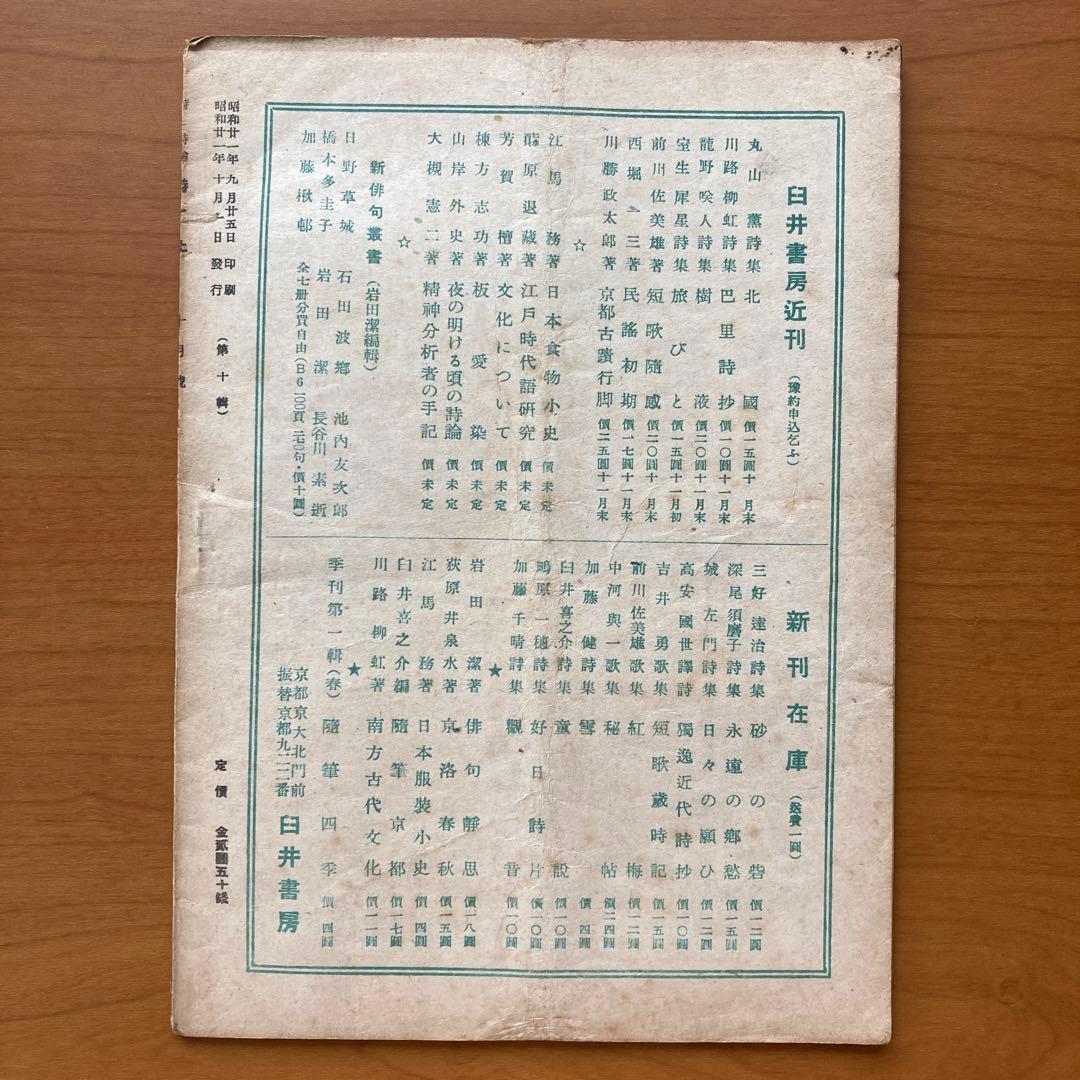 臼井書房近刊（豫約申込乞ふ）
丸山薫詩集 北國 價一五圓 十月末
川路柳虹詩集 巴里詩抄 價一〇圓 十一月末
龍野咲人詩集 樹液 價二〇圓 十一月末
室生犀星詩集 旅びと 價一五圓 十一月初
前川佐美雄著 短歌隨感 價二〇圓 十月末
西堀一三著 民謠初期 價一七圓 十一月末
川勝政太郎著 京都古蹟行脚 價二五圓 十一月末
☆
江馬務著 日本食物小史 價未定
頴原退藏著 江戸時代語硏究 價未定
芳賀檀著 文化について 價未定
棟方志功著 板愛染 價未定
山岸外史著 夜の明ける頃の詩論 價未定
大槻憲二著 精神分析者の手記 價未定
☆
新俳句叢書（岩田潔編輯）
日野草城 石田波鄕 池內友次郎
橋本多圭子 岩田潔 長谷川素逝
加藤楸邨 全七册分買自由（B6一〇〇頁 二七〇句・價十圓）
新刊在庫（送費一圓）
三好達治詩集 砂の砦 價一二圓
深尾須磨子詩集 永遠の鄕愁 價一五圓
城左門詩集 日々の願ひ 價一二圓
高安國世譯詩 獨逸近代詩抄 價一〇圓
吉井勇歌集 短歌歲時記 價一五圓
前川佐美雄歌集 紅梅 價一二圓
中河與一歌集 秘帖 價二四圓
加藤健詩集 雪 價四圓
臼井喜之介詩集 童說 價一〇圓
鴫原一穗詩集 好日詩片 價一〇圓
加藤千晴詩集 觀音 價一〇圓
★
岩田潔著 俳句靜思 價一八圓
荻原井泉水著 京洛春秋 價一五圓
江馬務著 日本服裝小史 價四圓
臼井喜之介編 隨筆京都 價一七圓
川路柳虹著 南方古代文化 價一一圓
★
季刊第一輯（春） 隨筆四季 價四圓
京都京大北門前
振替京都九一二二番
臼井書房
昭和廿一年九月廿五日印刷
昭和廿一年十月一日發行 （第十輯） 定價 金貳圓五十錢